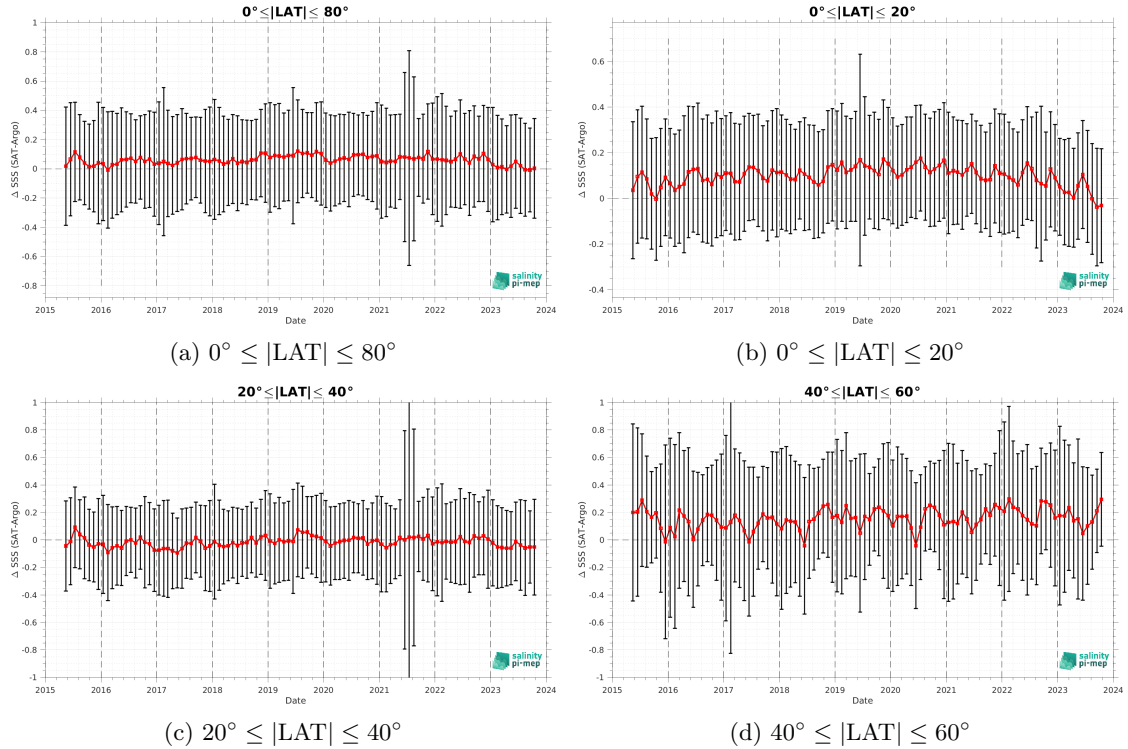 0°≤|LAT|≤ 80°
1
0.8
0.6
0.4
0.2
0
-0.2
-0.4
-0.6
-0.8
Δ SSS (SAT-Argo)
2015 2016 2017 2018 2019 2020 2021 2022 2023 2024
Date
salinity
pi-mep
(a) 0° ≤ |LAT| ≤ 80°
0°≤|LAT|≤ 20°
0.6
0.4
0.2
0
-0.2
-0.4
Δ SSS (SAT-Argo)
2015 2016 2017 2018 2019 2020 2021 2022 2023 2024
Date
salinity
pi-mep
(b) 0° ≤ |LAT| ≤ 20°
20°≤|LAT|≤ 40°
1
0.8
0.6
0.4
0.2
0
-0.2
-0.4
-0.6
-0.8
-1
Δ SSS (SAT-Argo)
2015 2016 2017 2018 2019 2020 2021 2022 2023 2024
Date
salinity
pi-mep
(c) 20° ≤ |LAT| ≤ 40°
40°≤|LAT|≤ 60°
1
0.8
0.6
0.4
0.2
0
-0.2
-0.4
-0.6
-0.8
-1
Δ SSS (SAT-Argo)
2015 2016 2017 2018 2019 2020 2021 2022 2023 2024
Date
salinity
pi-mep
(d) 40° ≤ |LAT| ≤ 60°